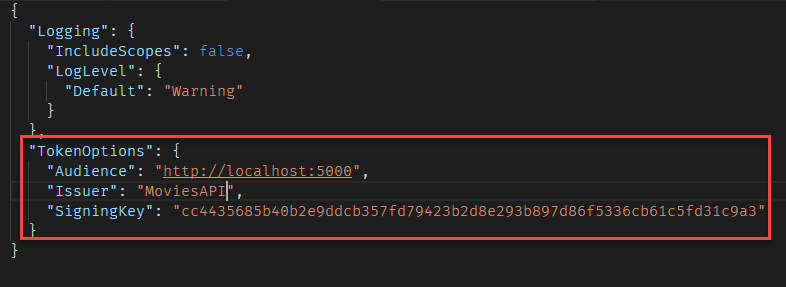 {
"Logging": {
"IncludeScopes": false,
"LogLevel": {
"Default": "Warning"
}
},
"TokenOptions": {
"Audience": "http://localhost:5000",
"Issuer": "MoviesAPI",
"SigningKey": "cc4435685b40b2e9ddcb357fd79423b2d8e293b897d86f5336cb61c5fd31c9a3"
}
}